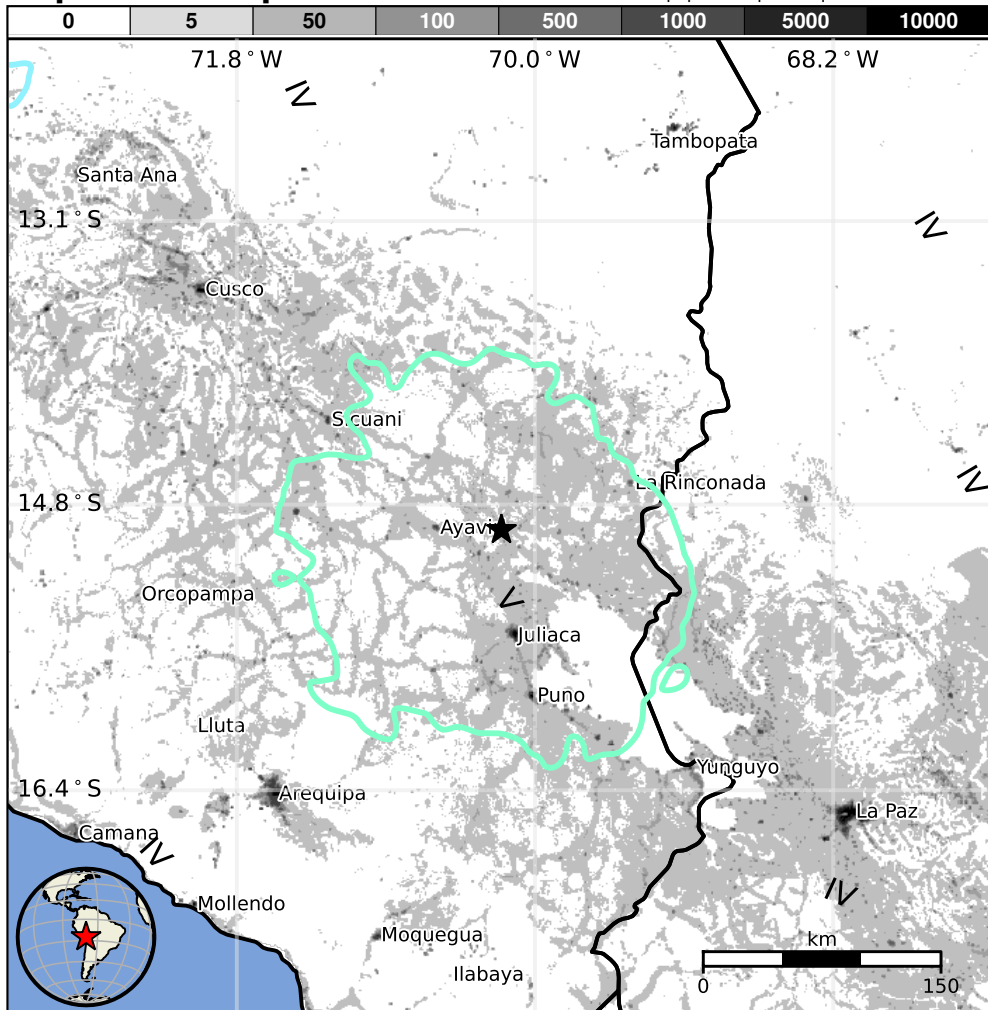 0 5 50 100 500 1000 5000 10000
71.8°W 70.0°W 68.2°W
IV
Tambopata
Santa Ana
13.1°S
IV
Cusco
Sicuani
IV
La Rinconada
14.8°S
Orcopampa
V
Juliaca
Puno
Lluta
Yunguyo
16.4°S
Arequipa
La Paz
Camana
IV
IV
Mollendo
Moquegua
km
Ilabaya
0 150